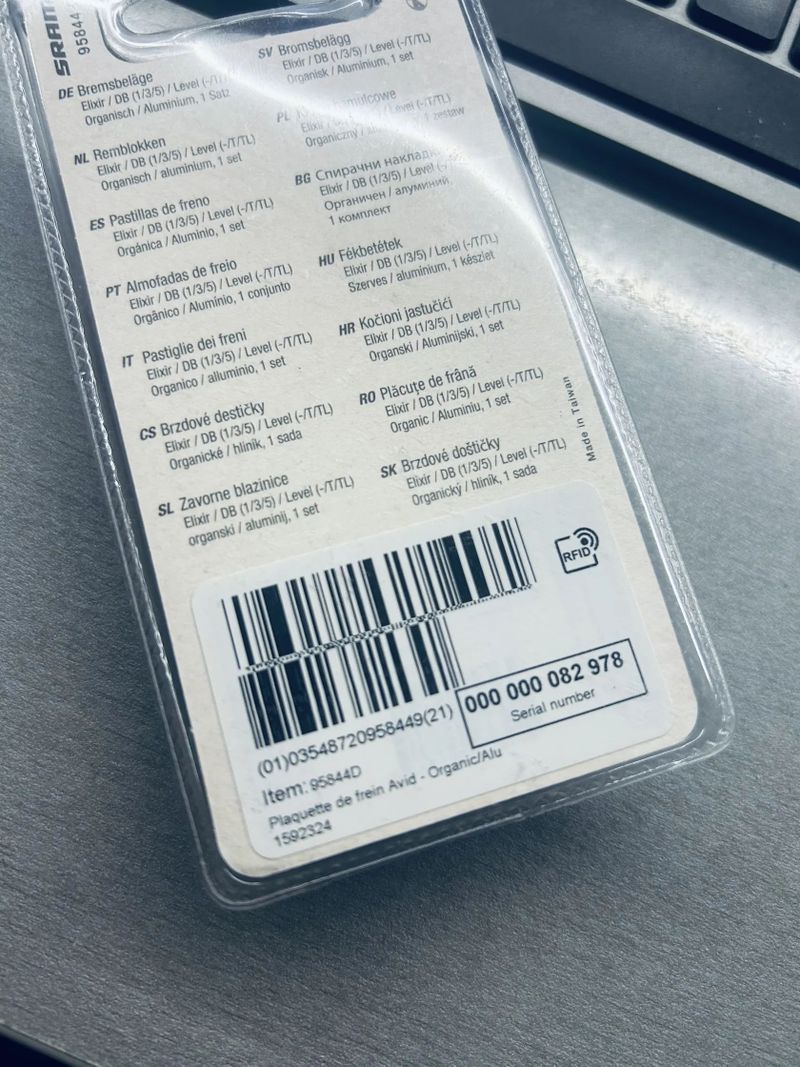 SRAM
95844
DE Bremsbeläge
Elixir / DB (1/3/5) / Level (-/T/TL)
Organisch / Aluminium, 1 Satz
NL Remblokken
Elixir / DB (1/3/5) / Level (-/T/TL)
Organisch / aluminium, 1 set
ES Pastillas de freno
Elixir / DB (1/3/5) / Level (-/T/TL)
Orgánica / Aluminio, 1 set
PT Almofadas de freio
Elixir / DB (1/3/5) / Level (-/T/TL)
Orgânico / Alumínio, 1 conjunto
IT Pastiglie dei freni
Elixir / DB (1/3/5) / Level (-/T/TL)
Organico / alluminio, 1 set
CS Brzdové destičky
Elixir / DB (1/3/5) / Level (-/T/TL)
Organické / hliník, 1 sada
SL Zavorne blazinice
Elixir / DB (1/3/5) / Level (-/T/TL)
organski / aluminij, 1 set
SV Bromsbelägg
Elixir / DB (1/3/5) / Level (-/T/TL)
Organisk / Aluminium, 1 set
PL
Elixir / (-/T/TL)
Organiczny / 1 zestaw
BG Спирачни накладки
Elixir / DB (1/3/5) / Level (-/T/TL)
Органичен / алуминий,
1 комплект
HU Fékbetétek
Elixir / DB (1/3/5) / Level (-/T/TL)
Szerves / aluminium, 1 készlet
HR Kočioni jastučići
Elixir / DB (1/3/5) / Level (-/T/TL)
Organski / Aluminijski, 1 set
RO Plăcuțe de frână
Elixir / DB (1/3/5) / Level (-/T/TL)
Organic / Aluminiu, 1 set
SK Brzdové doštičky
Elixir / DB (1/3/5) / Level (-/T/TL)
Organický / hliník, 1 sada
Made in Taiwan
RFID
000 000 082 978
Serial number
(01)03548720958449(21)
Item: 95844D
Plaquette de frein Avid - Organic/Alu
1592324